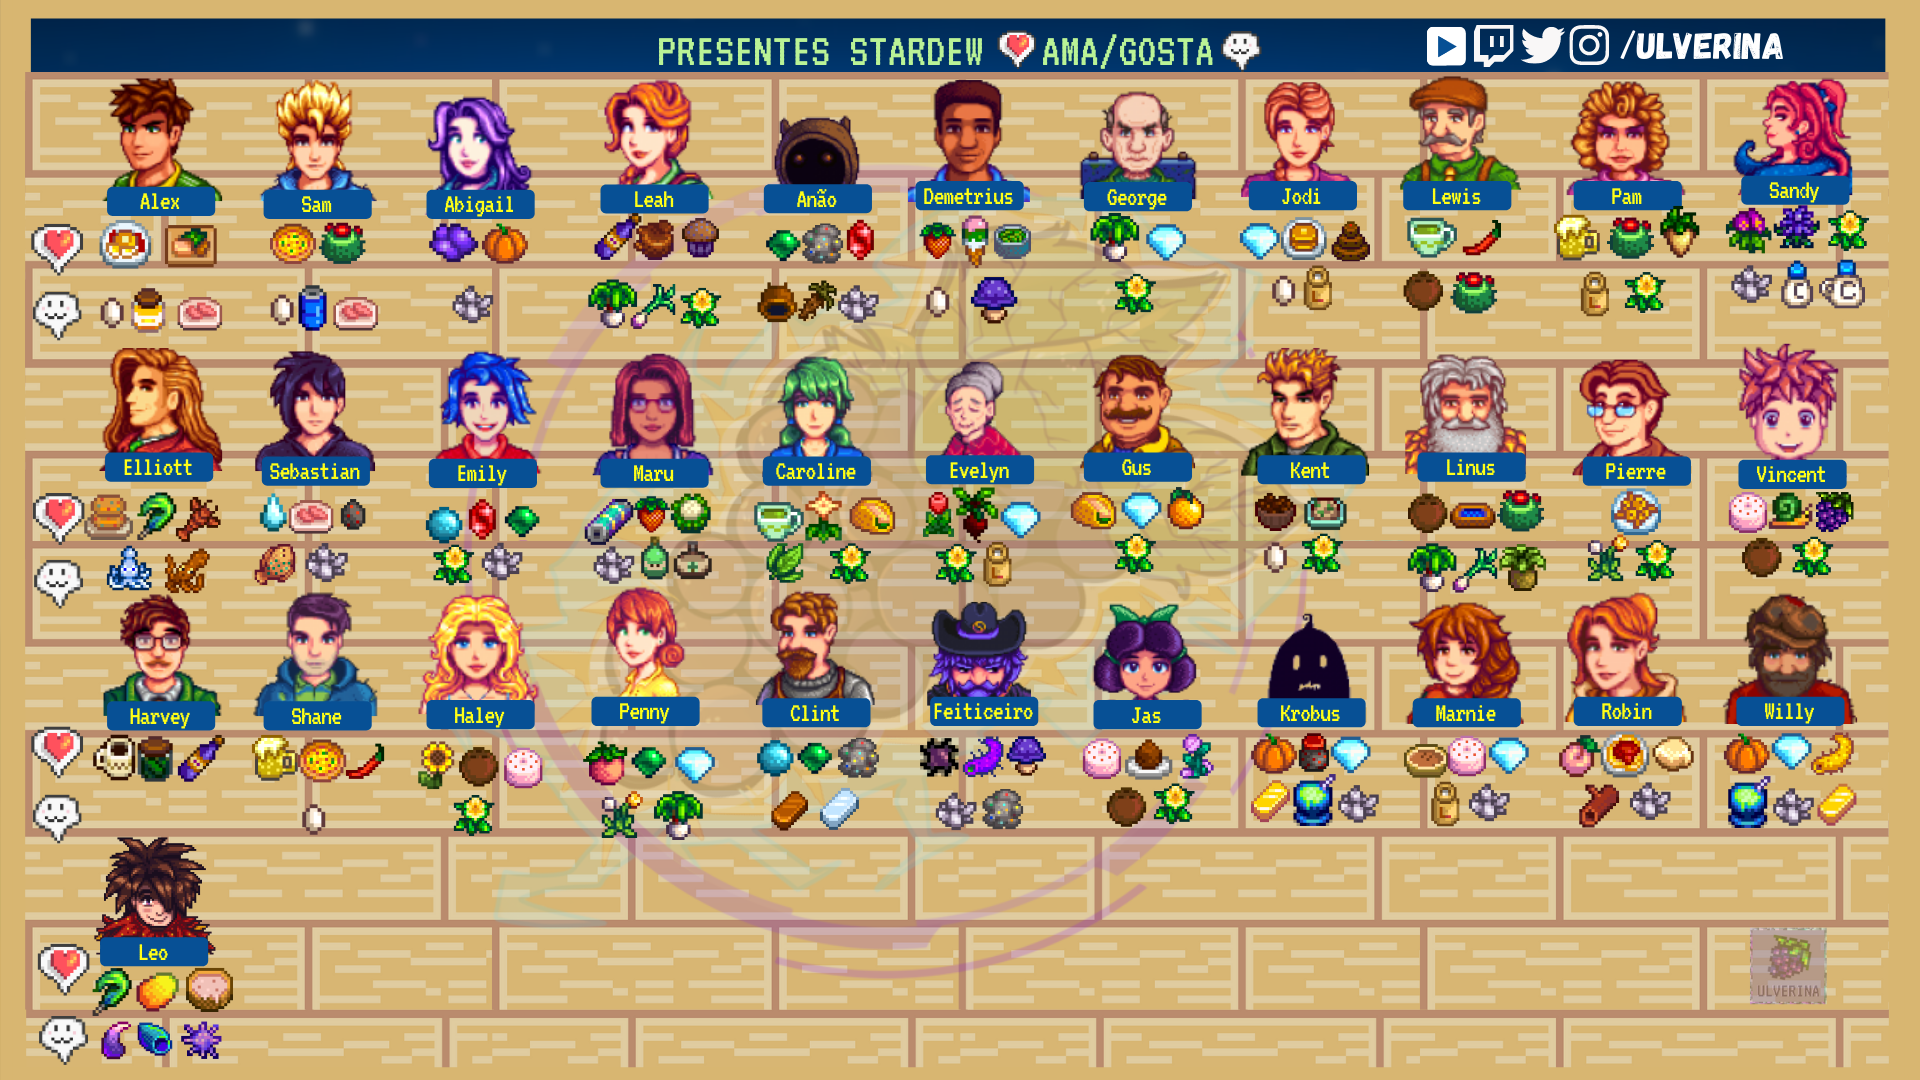 PRESENTES STARDEW AMA/GOSTA /ULVERINA
Alex Sam Abigail Leah Anão Demetrius George Jodi Lewis Pam Sandy
L L C C
Elliott Sebastian Emily Maru Caroline Evelyn Gus Kent Linus Pierre Vincent
L
Harvey Shane Haley Penny Clint Feiticeiro Jas Krobus Marnie Robin Willy
L
Leo
ULVERINA